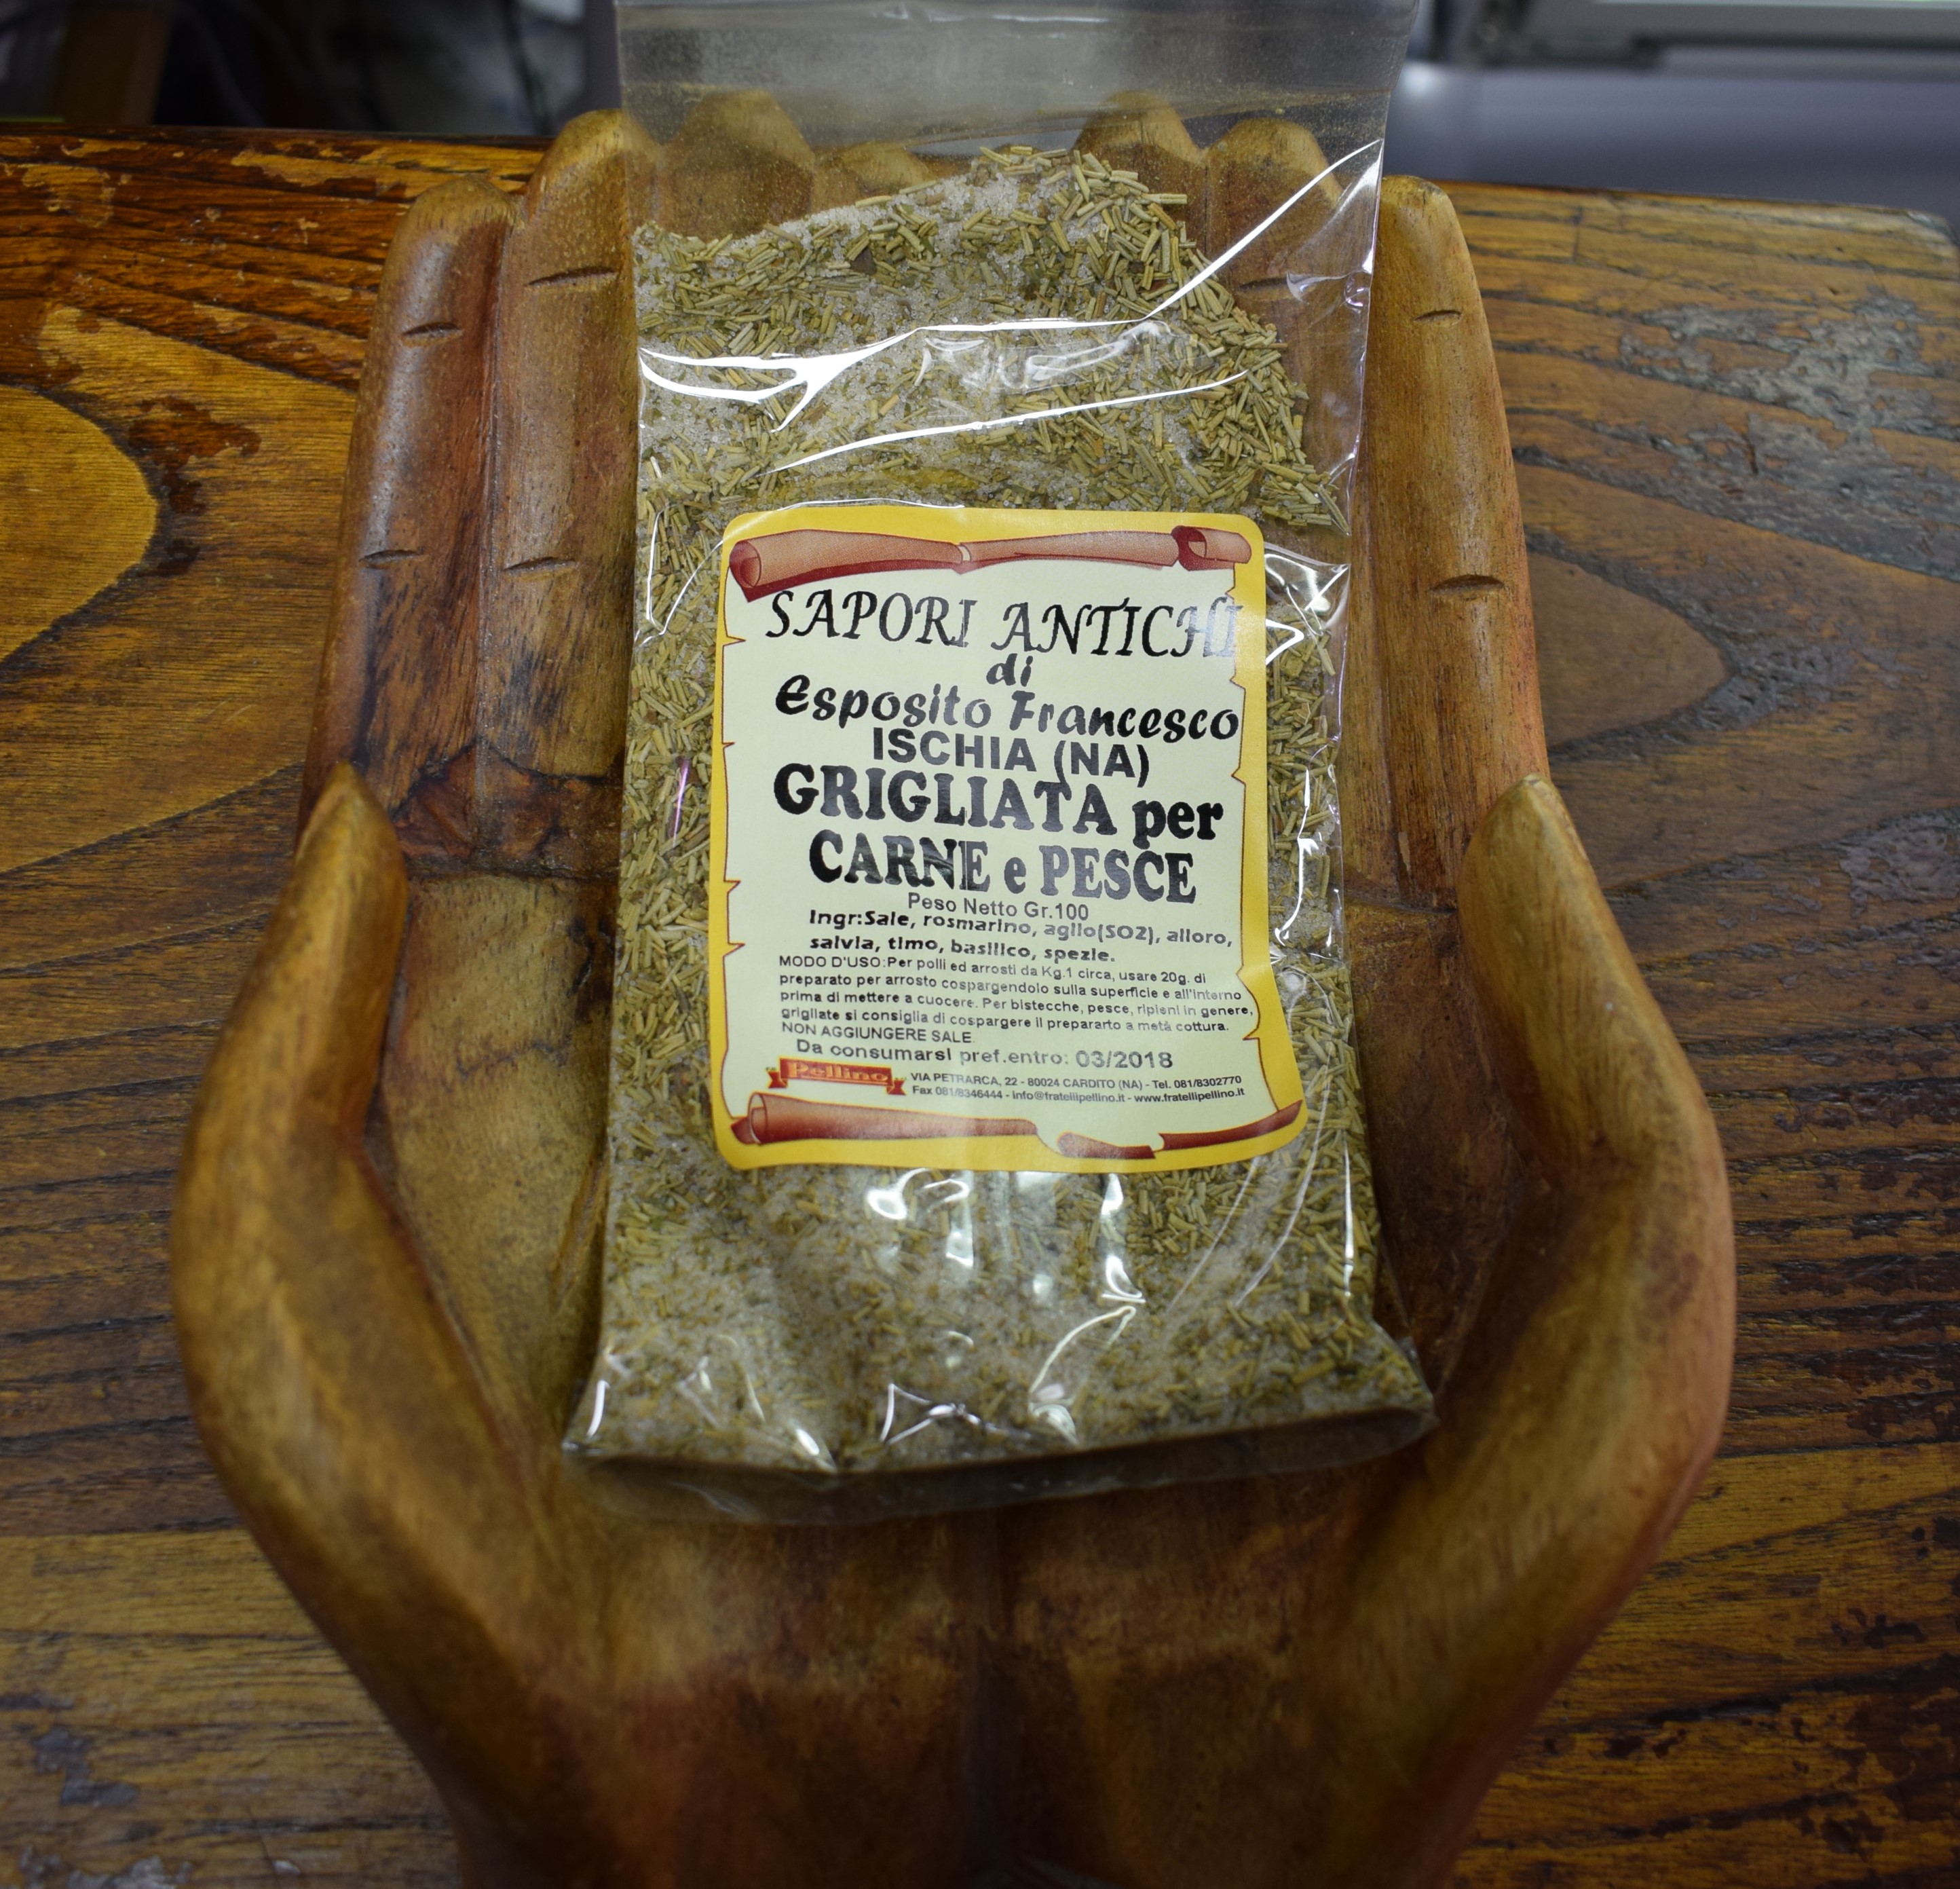 SAPORI ANTICHI
di
Esposito Francesco
ISCHIA (NA)
GRIGLIATA per
CARNE e PESCE
Peso Netto Gr.100
Ingr:Sale, rosmarino, aglio(SO2), alloro,
salvia, timo, basilico, spezie.
MODO D'USO:Per polli ed arrosti da Kg.1 circa, usare 20g. di
preparato per arrosto cospargendolo sulla superficie e all'interno
prima di mettere a cuocere. Per bistecche, pesce, ripieni in genere,
grigliate si consiglia di cospargere il prepararto a metà cottura.
NON AGGIUNGERE SALE
Da consumarsi pref.entro: 03/2018
Pellino
VIA PETRARCA, 22 - 80024 CARDITO (NA) - Tel. 081/8302770
Fax 081/8346444 - info@fratellipellino.it - www.fratellipellino.it